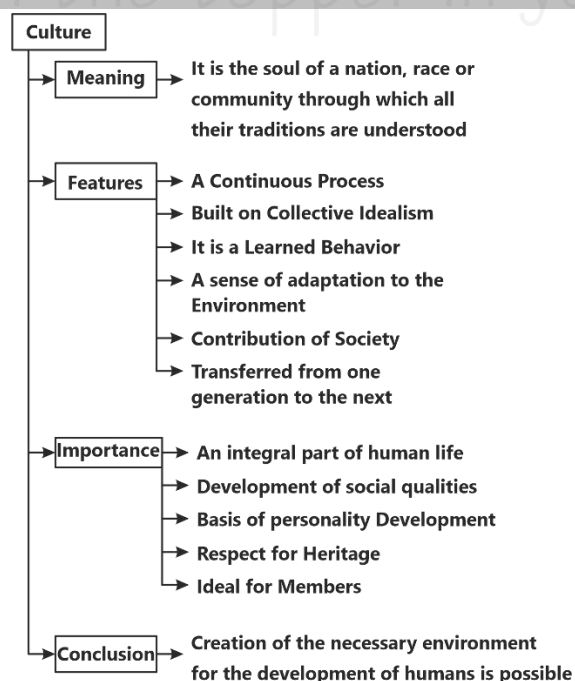 Culture
Meaning
It is the soul of a nation, race or
community through which all
their traditions are understood
Features
A Continuous Process
Built on Collective Idealism
It is a Learned Behavior
A sense of adaptation to the
Environment
Contribution of Society
Transferred from one
generation to the next
Importance
An integral part of human life
Development of social qualities
Basis of personality Development
Respect for Heritage
Ideal for Members
Conclusion
Creation of the necessary environment
for the development of humans is possible